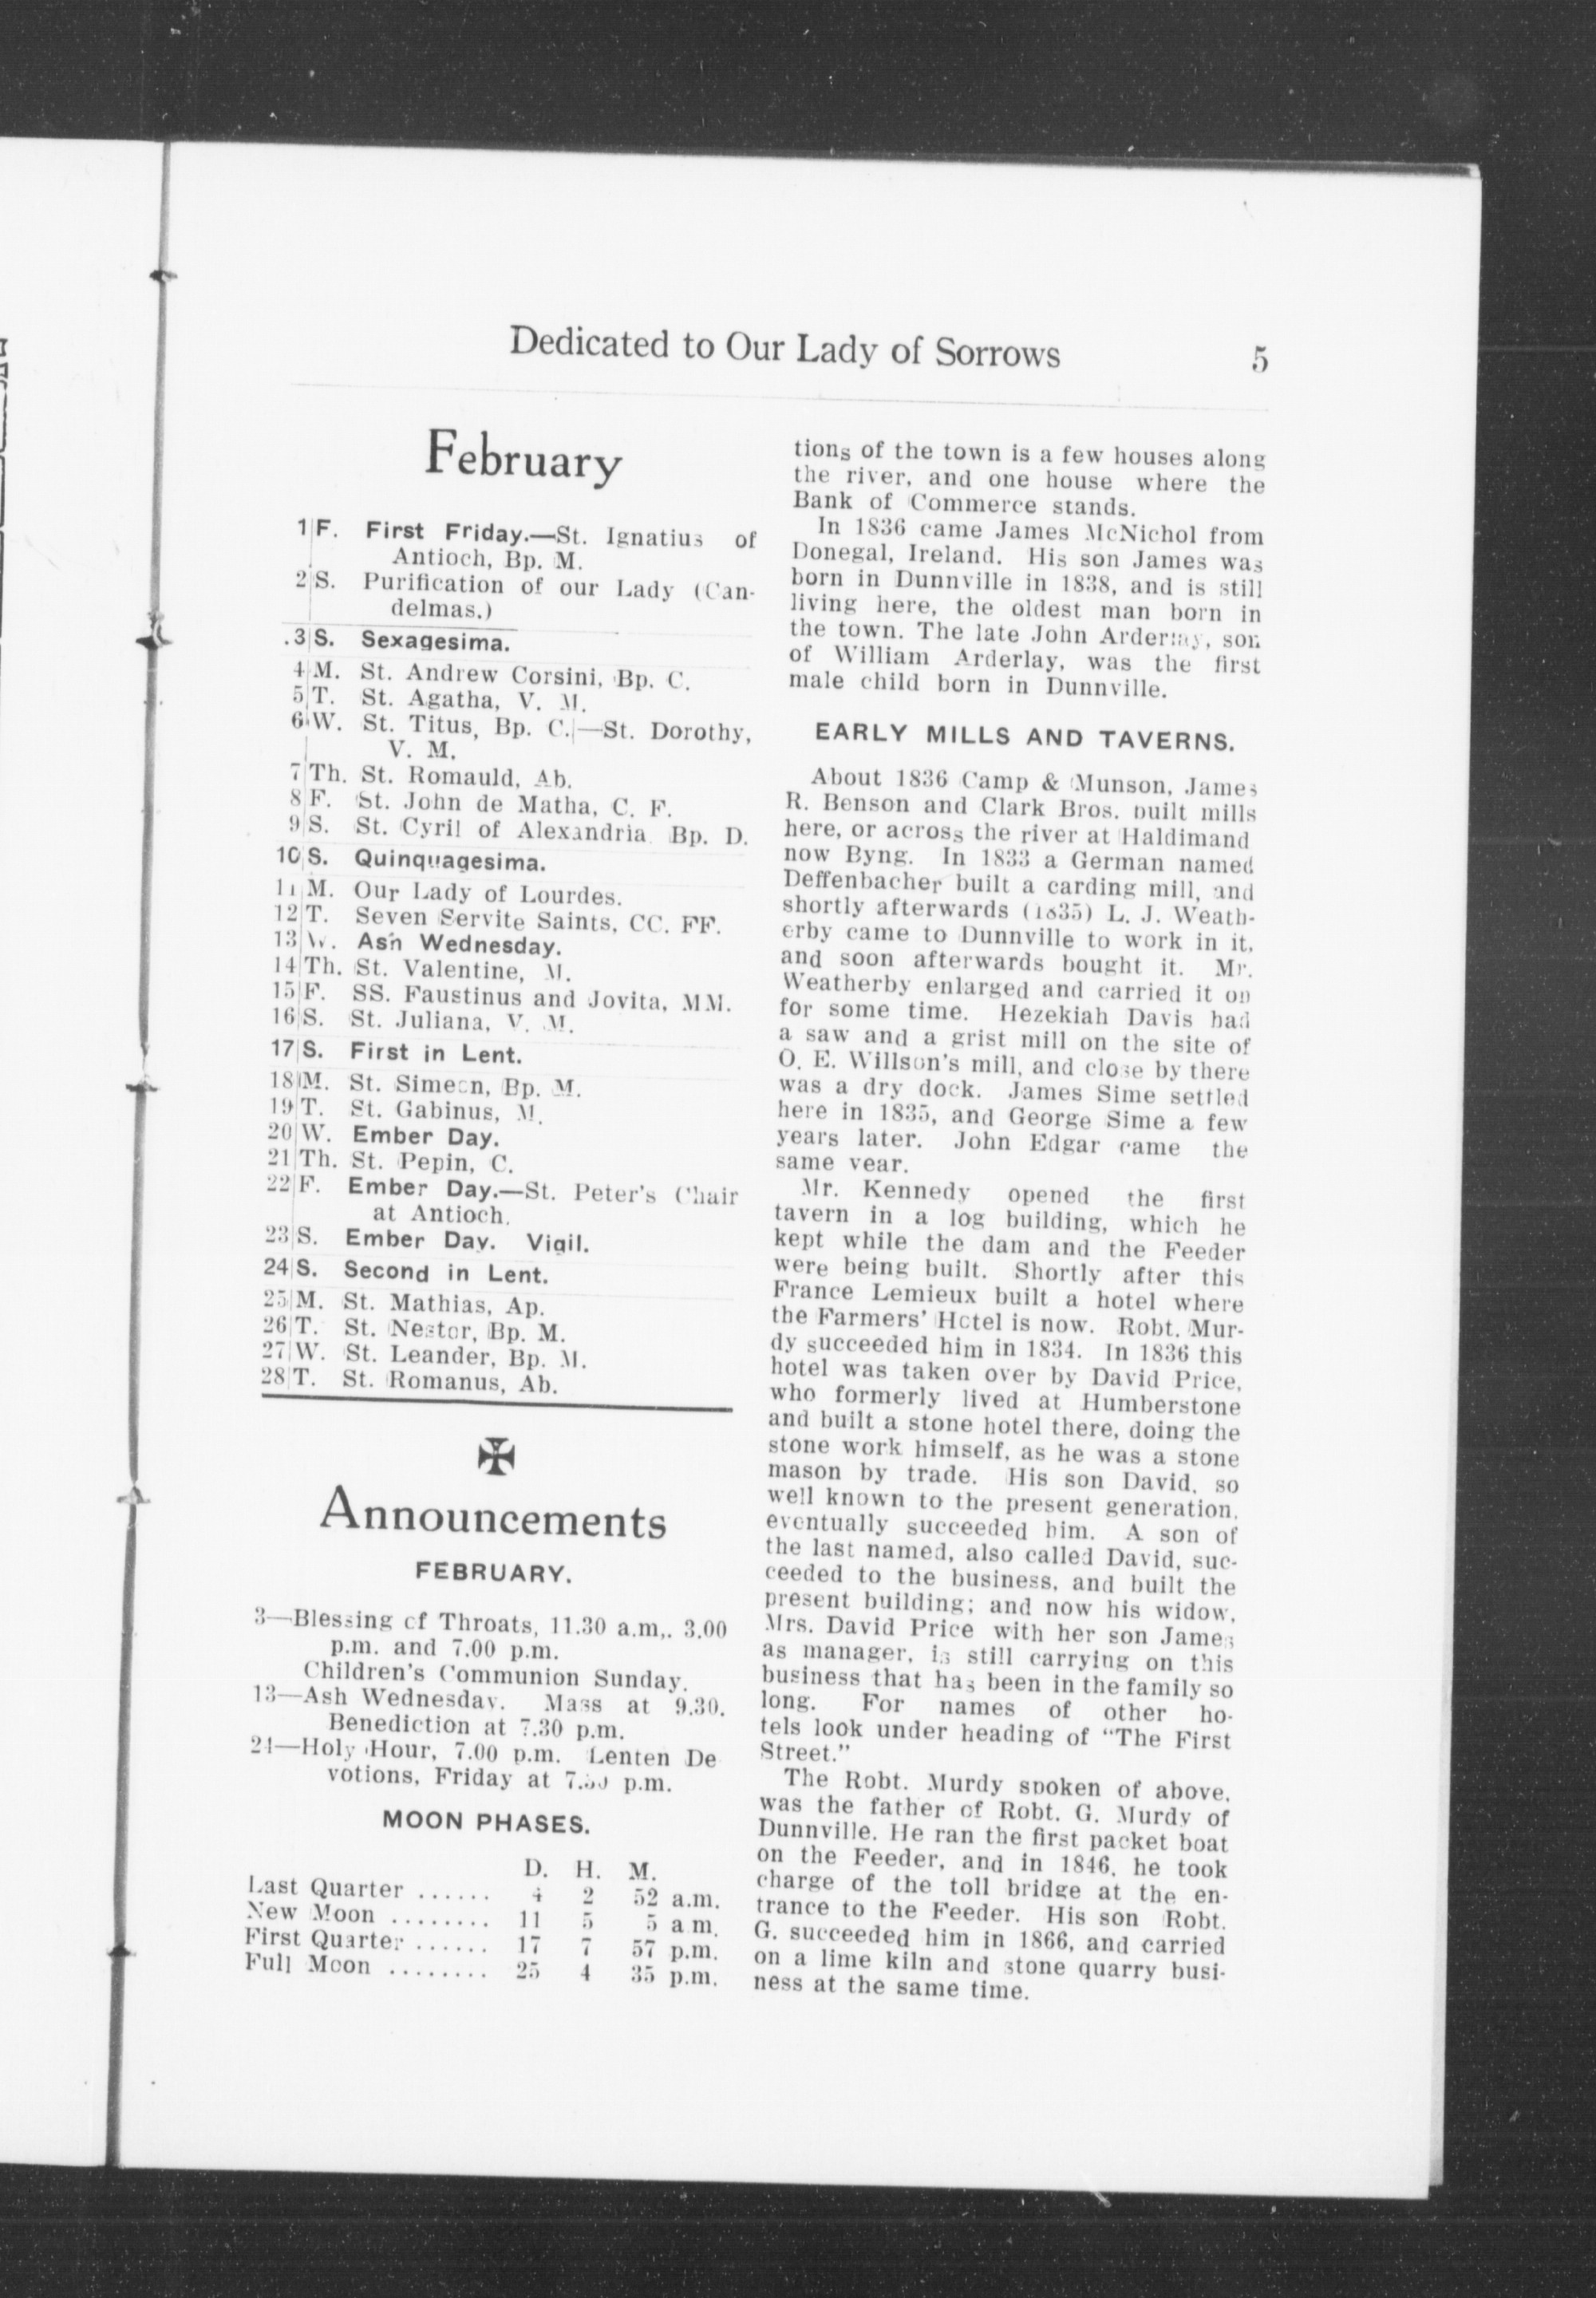 Dedicated to Our Lady of Sorrows 5
February
1 F. First Friday.—St. Ignatius of
Antioch, Bp. M.
2 S. Purification of our Lady (Can-
delmas.)
3 S. Sexagesima.
4 M. St. Andrew Corsini, Bp. C.
5 T. St. Agatha, V. M.
6 W. St. Titus, Bp. C.—St. Dorothy,
V. M.
7 Th. St. Romauld, Ab.
8 F. St. John de Matha, C. F.
9 S. St. Cyril of Alexandria Bp. D.
10 S. Quinquagesima.
11 M. Our Lady of Lourdes.
12 T. Seven Servite Saints, CC. FF.
13 W. Ash Wednesday.
14 Th. St. Valentine, M.
15 F. SS. Faustinus and Jovita, MM.
16 S. St. Juliana, V. M.
17 S. First in Lent.
18 M. St. Simeon, Bp. M.
19 T. St. Gabinus, M.
20 W. Ember Day.
21 Th. St. Pepin, C.
22 F. Ember Day.—St. Peter's Chair
at Antioch.
23 S. Ember Day. Vigil.
24 S. Second in Lent.
25 M. St. Mathias, Ap.
26 T. St. Nestor, Bp. M.
27 W. St. Leander, Bp. M.
28 T. St. Romanus, Ab.
Announcements
FEBRUARY.
3—Blessing of Throats, 11.30 a.m,. 3.00
p.m. and 7.00 p.m.
Children's Communion Sunday.
13—Ash Wednesday. Mass at 9.30.
Benediction at 7.30 p.m.
24—Holy Hour, 7.00 p.m. Lenten De
votions, Friday at p.m.
MOON PHASES.
D. H. M.
Last Quarter ...... 4 2 52 a.m.
New Moon ........ 11 5 5 a m.
First Quarter ...... 17 7 57 p.m.
Full Moon ........ 25 4 35 p.m.
tions of the town is a few houses along
the river, and one house where the
Bank of Commerce stands.
In 1836 came James McNichol from
Donegal, Ireland. His son James was
born in Dunnville in 1838, and is still
living here, the oldest man born in
the town. The late John son
of William Arderlay, was the first
male child born in Dunnville.
EARLY MILLS AND TAVERNS.
About 1836 Camp & Munson, James
R. Benson and Clark Bros. built mills
here, or across the river at Haldimand
now Byng. In 1833 a German named
Deffenbacher built a carding mill, and
shortly afterwards (1835) L. J. Weath-
erby came to Dunnville to work in it,
and soon afterwards bought it. Mr.
Weatherby enlarged and carried it on
for some time. Hezekiah Davis had
a saw and a grist mill on the site of
O. E. Willson's mill, and close by there
was a dry dock. James Sime settled
here in 1835, and George Sime a few
years later. John Edgar came the
same year.
Mr. Kennedy opened the first
tavern in a log building, which he
kept while the dam and the Feeder
were being built. Shortly after this
France Lemieux built a hotel where
the Farmers' Hotel is now. Robt. Mur-
dy succeeded him in 1834. In 1836 this
hotel was taken over by David Price,
who formerly lived at Humberstone
and built a stone hotel there, doing the
stone work himself, as he was a stone
mason by trade. His son David, so
well known to the present generation,
eventually succeeded him. A son of
the last named, also called David, suc-
ceeded to the business, and built the
present building; and now his widow,
Mrs. David Price with her son James
as manager, is still carrying on this
business that has been in the family so
long. For names of other ho-
tels look under heading of "The First
Street."
The Robt. Murdy spoken of above,
was the father of Robt. G. Murdy of
Dunnville. He ran the first packet boat
on the Feeder, and in 1846, he took
charge of the toll bridge at the en-
trance to the Feeder. His son Robt.
G. succeeded him in 1866, and carried
on a lime kiln and stone quarry busi-
ness at the same time.